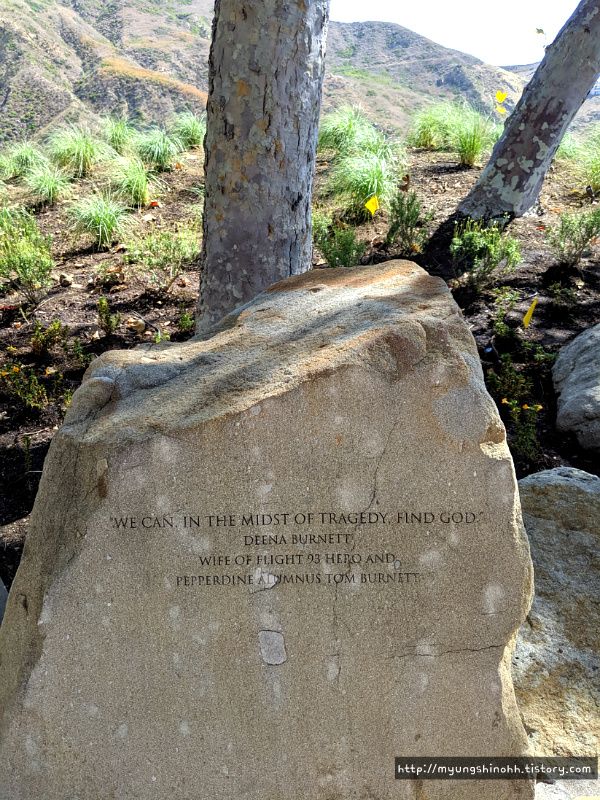 "WE CAN, IN THE MIDST OF TRAGEDY, FIND GOD."
DEENA BURNETT
WIFE OF FLIGHT 93 HERO AND
PEPPERDINE ALUMNUS TOM BURNETT
http://myungshinohh.tistory.com